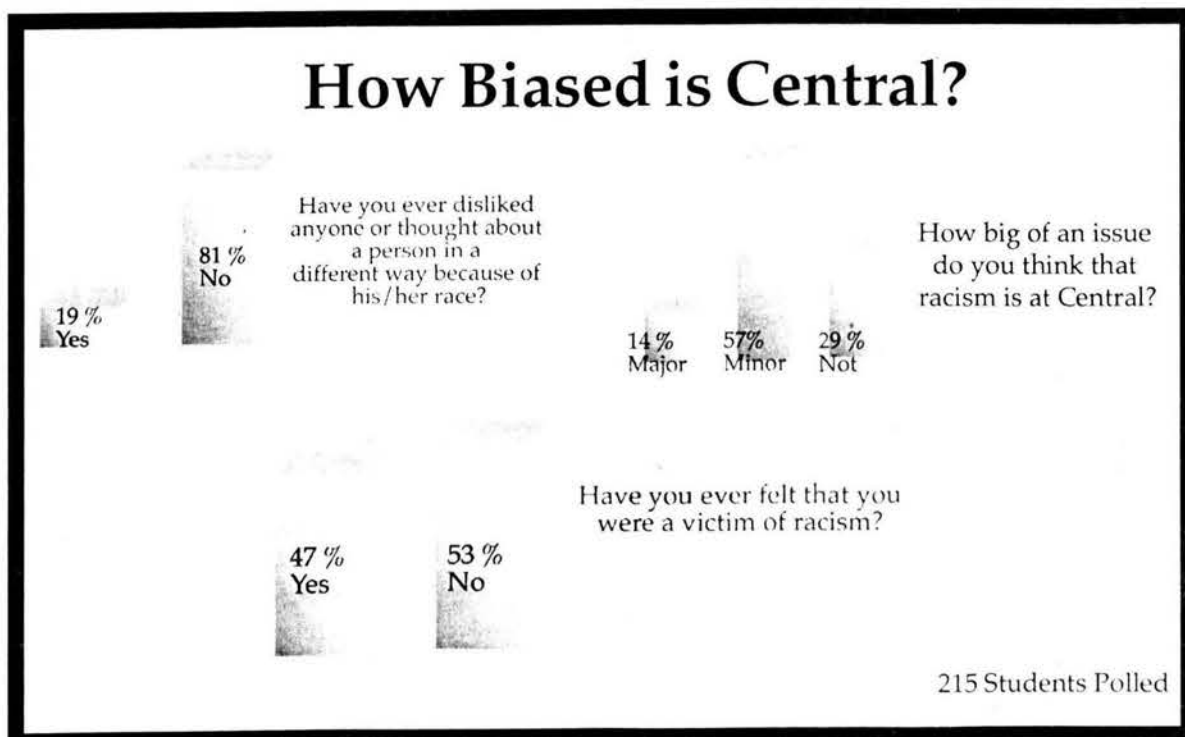 How Biased is Central?
81 %
No
19 %
Yes
Have you ever disliked
anyone or thought about
a person in a
different way because of
his/her race?
14 %
Major
57%
Minor
29 %
Not
How big of an issue
do you think that
racism is at Central?
47 %
Yes
53 %
No
Have you ever felt that you
were a victim of racism?
215 Students Polled